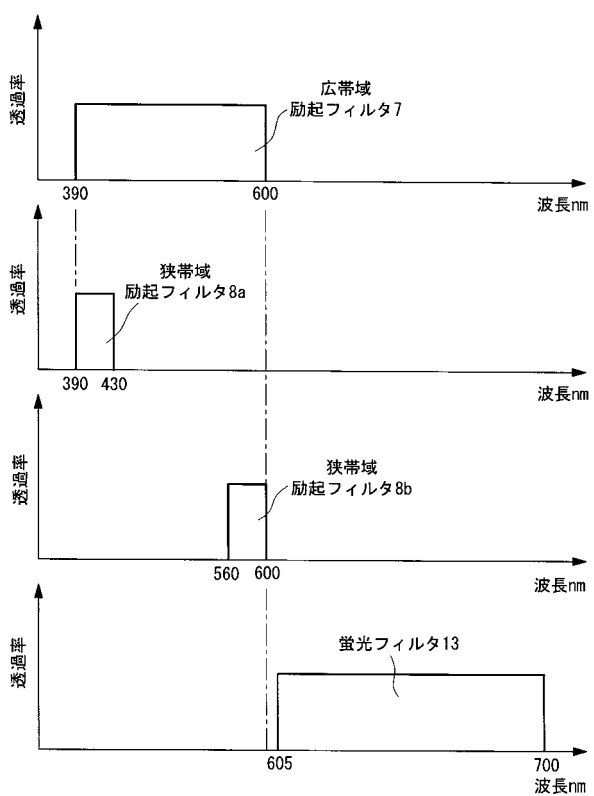 透過率
広帯域
励起フィルタ7
390
600
波長nm
透過率
狭帯域
励起フィルタ8a
390
430
波長nm
透過率
狭帯域
励起フィルタ8b
560
600
波長nm
透過率
蛍光フィルタ13
605
700
波長nm